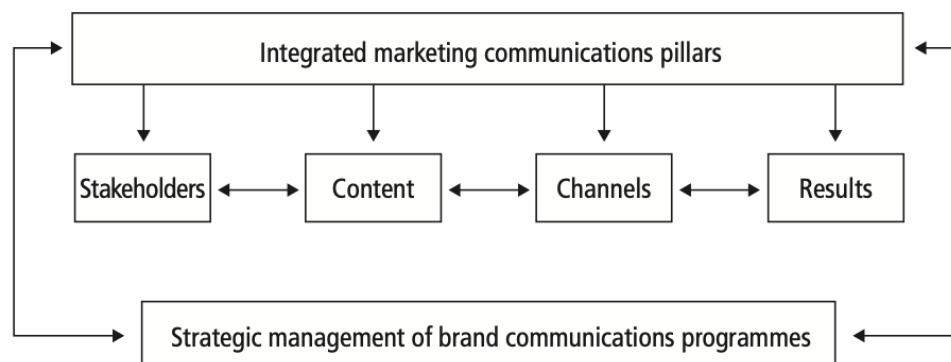 Integrated marketing communications pillars
Stakeholders
Content
Channels
Results
Strategic management of brand communications programmes